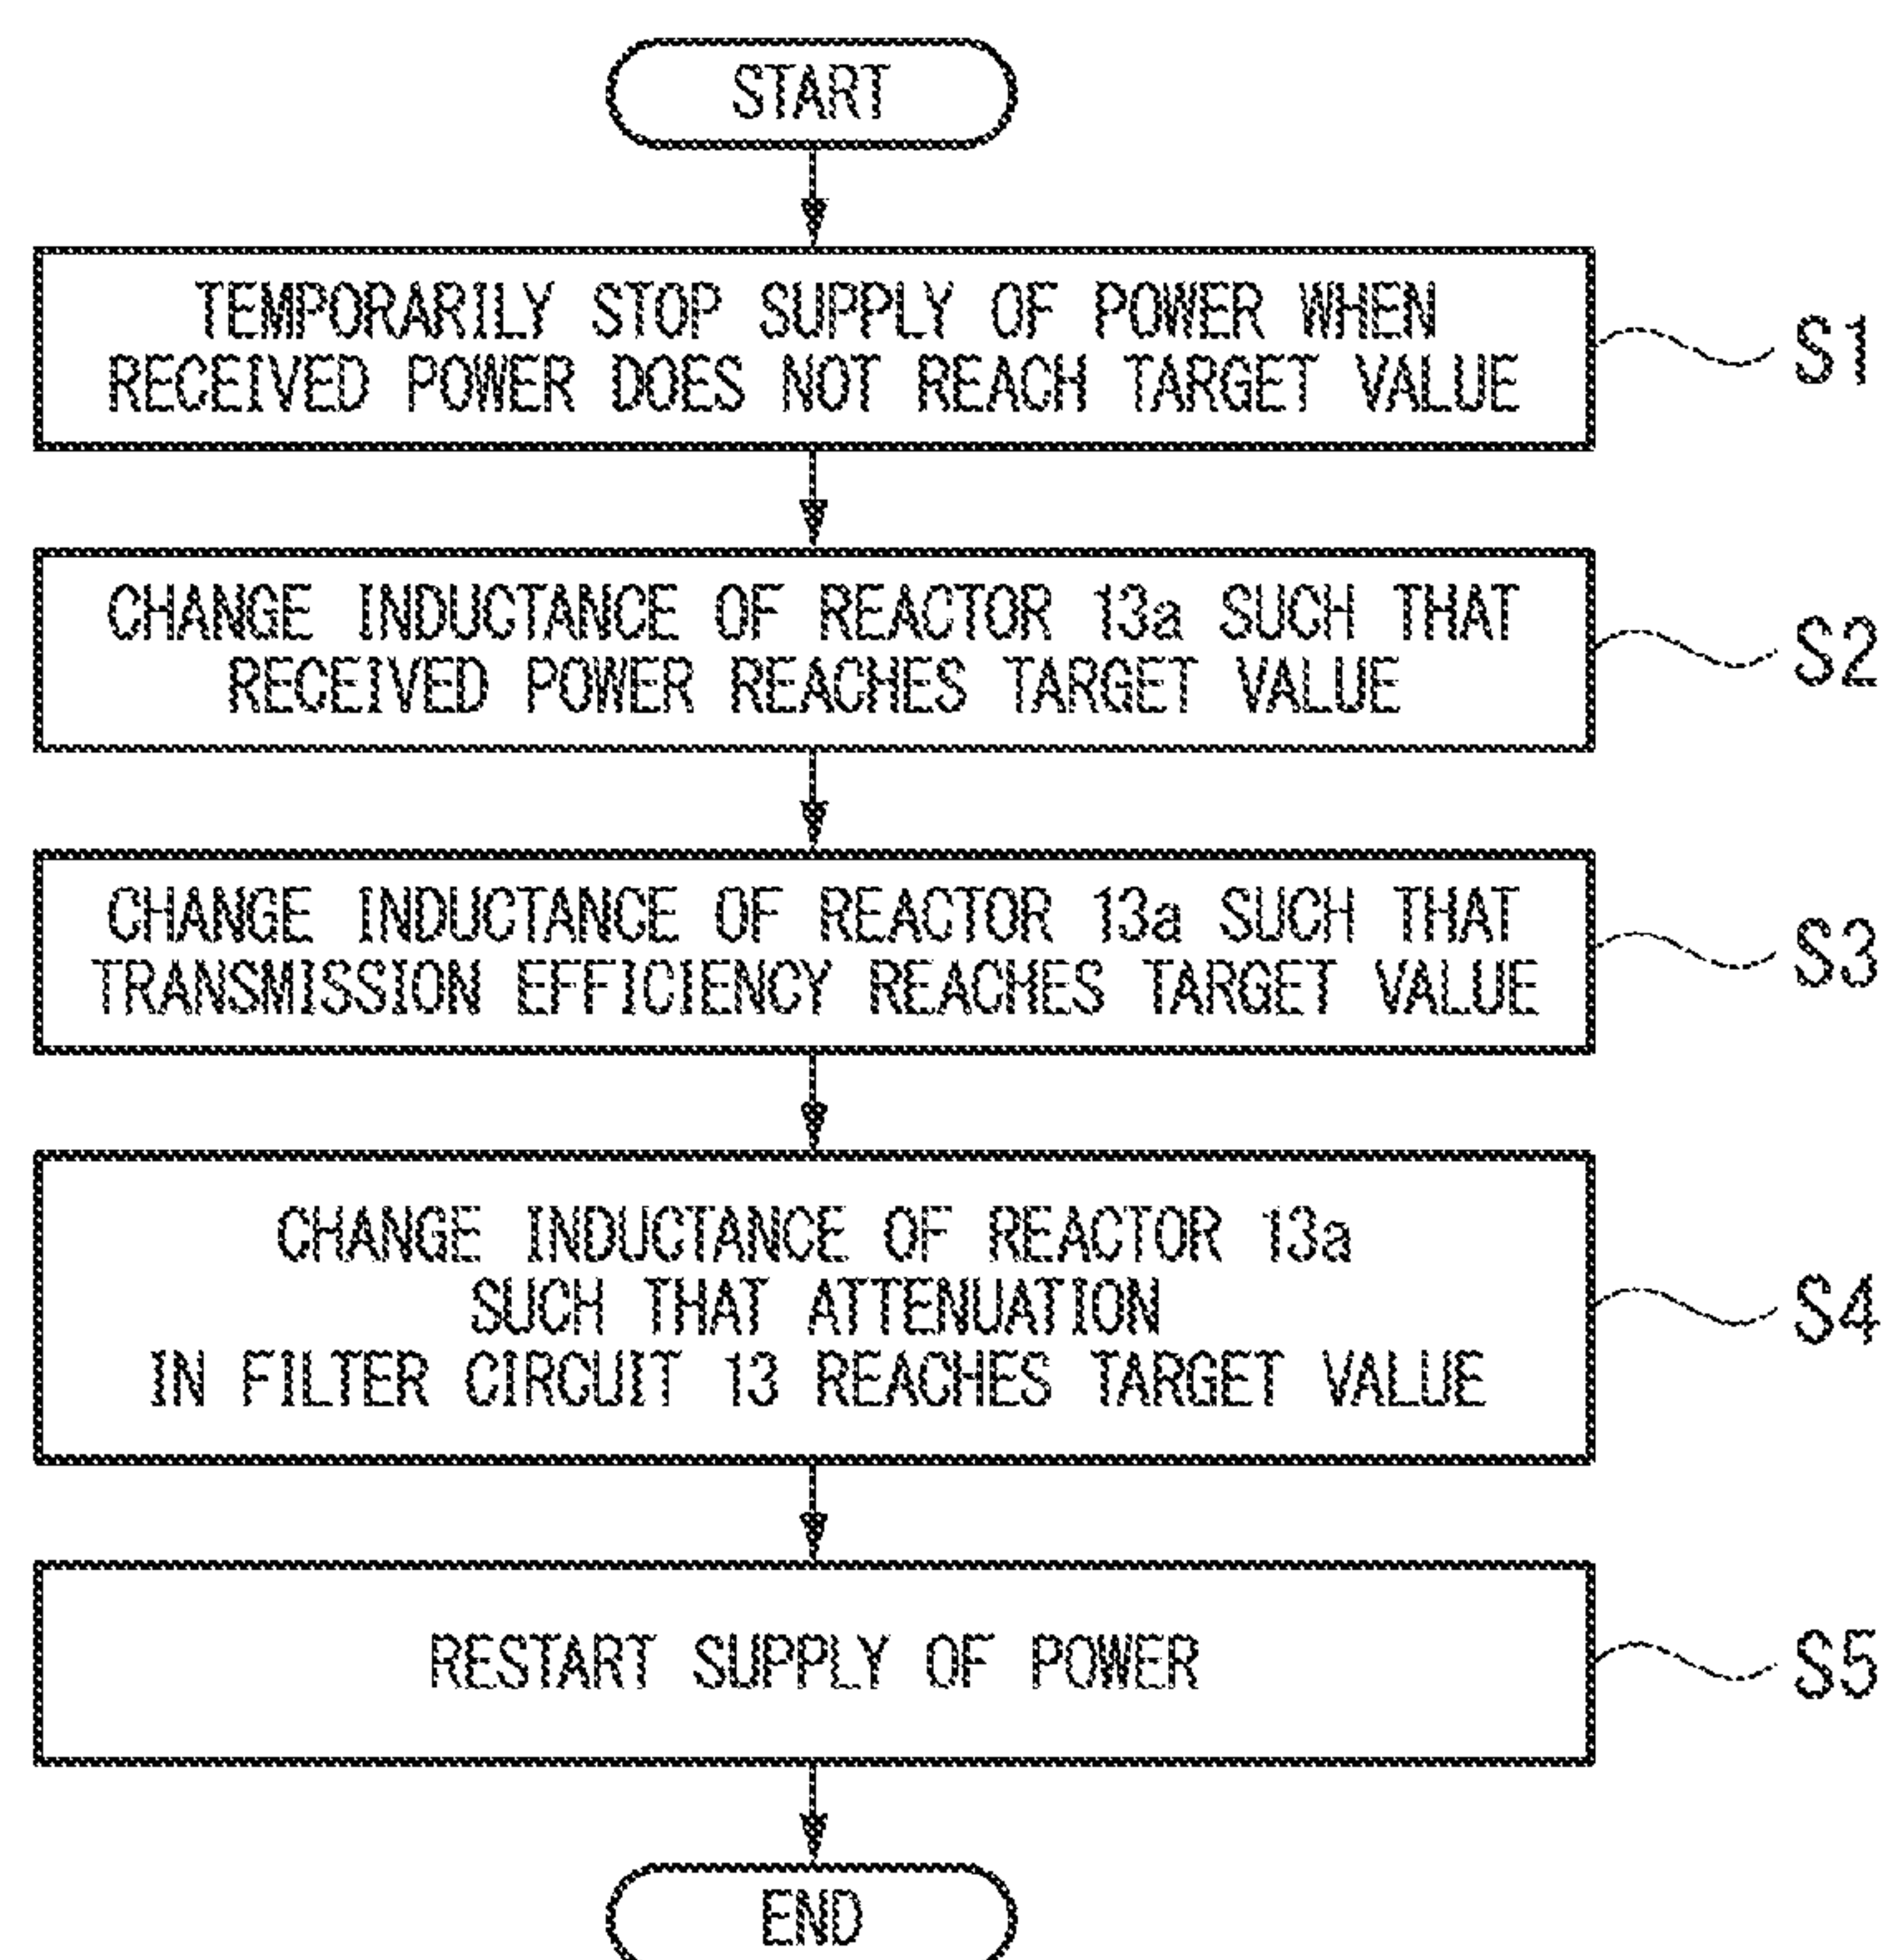 START
TEMPORARILY STOP SUPPLY OF POWER WHEN
RECEIVED POWER DOES NOT REACH TARGET VALUE
S1
CHANGE INDUCTANCE OF REACTOR 13a SUCH THAT
RECEIVED POWER REACHES TARGET VALUE
S2
CHANGE INDUCTANCE OF REACTOR 13a SUCH THAT
TRANSMISSION EFFICIENCY REACHES TARGET VALUE
S3
CHANGE INDUCTANCE OF REACTOR 13a
SUCH THAT ATTENUATION
IN FILTER CIRCUIT 13 REACHES TARGET VALUE
S4
RESTART SUPPLY OF POWER
S5
END